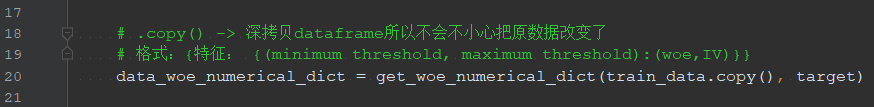 17
18 # .copy() -> 深拷贝dataframe所以不会不小心把原数据改变了
19 # 格式：{特征： {(minimum threshold, maximum threshold):(woe,IV)}}
20 data_woe_numerical_dict = get_woe_numerical_dict(train_data.copy(), target)
21